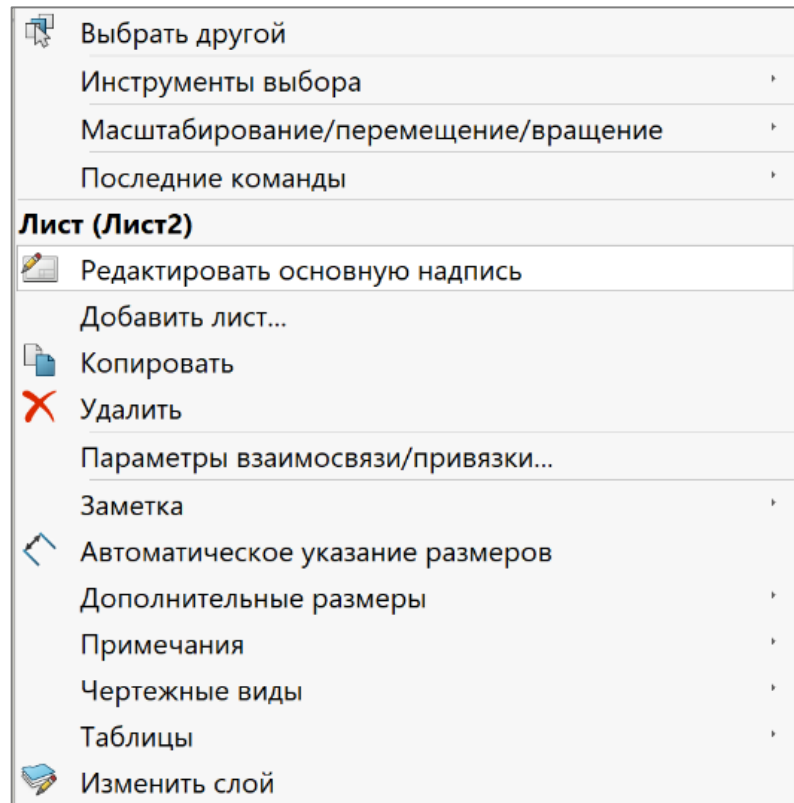 Выбрать другой
Инструменты выбора
Масштабирование/перемещение/вращение
Последние команды
Лист (Лист2)
Редактировать основную надпись
Добавить лист...
Копировать
Удалить
Параметры взаимосвязи/привязки...
Заметка
Автоматическое указание размеров
Дополнительные размеры
Примечания
Чертежные виды
Таблицы
Изменить слой